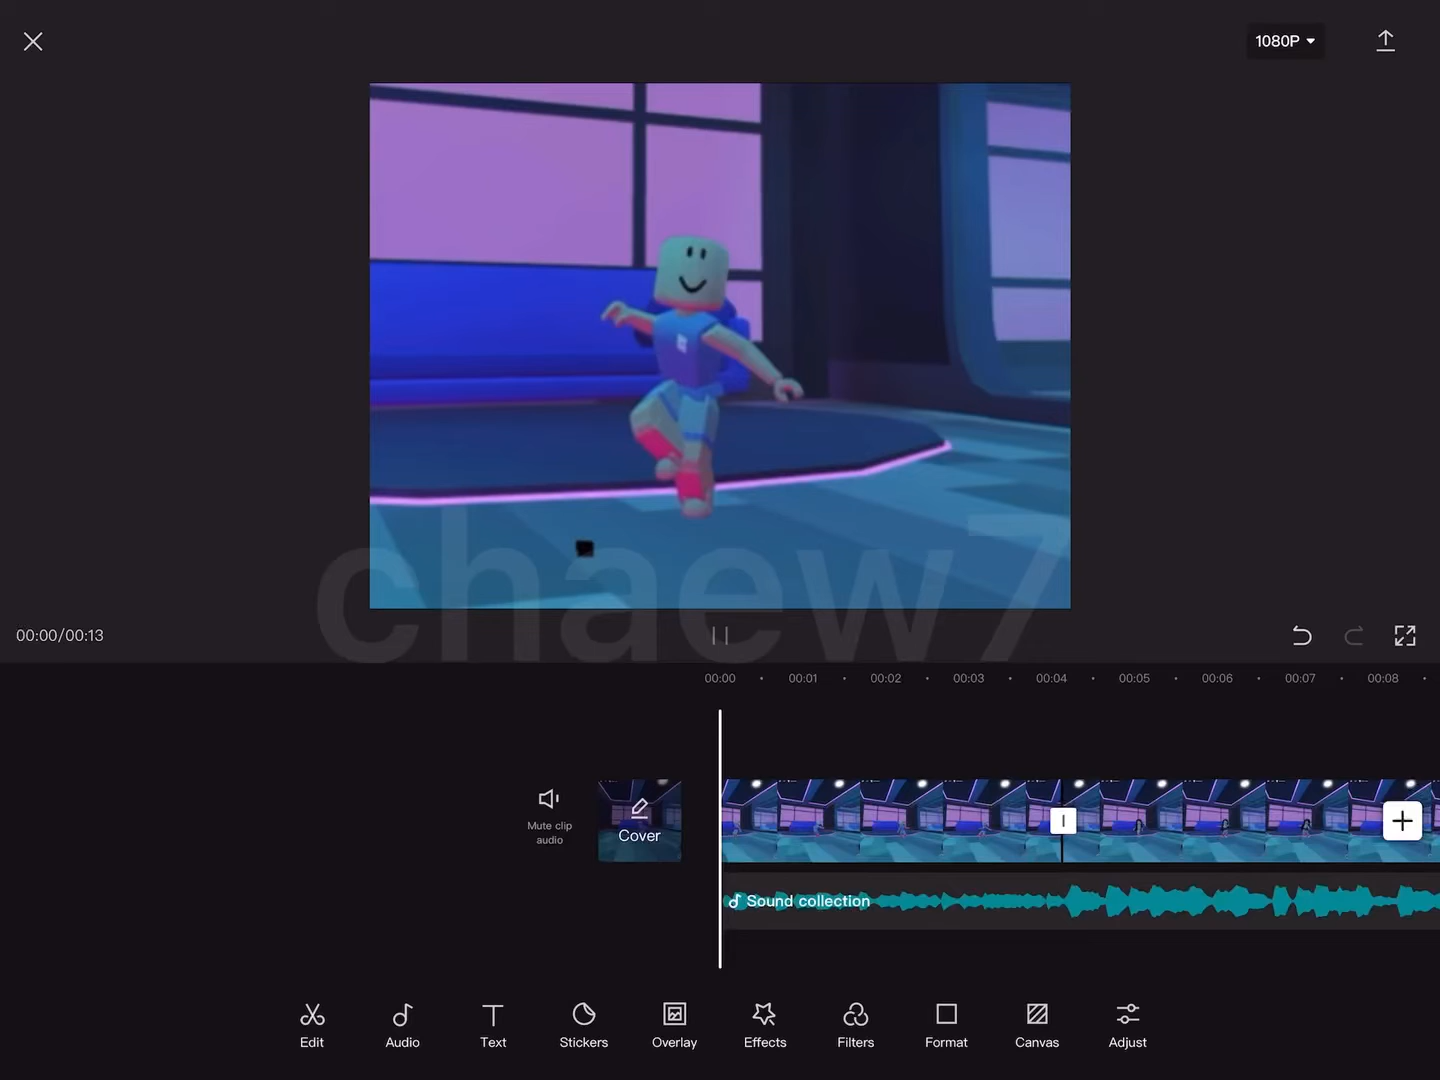 1080P
chaew7
00:00/00:13
00:00 00:01 00:02 00:03 00:04 00:05 00:06 00:07 00:08
Mute clip
audio
Cover
Sound collection
Edit Audio Text Stickers Overlay Effects Filters Format Canvas Adjust